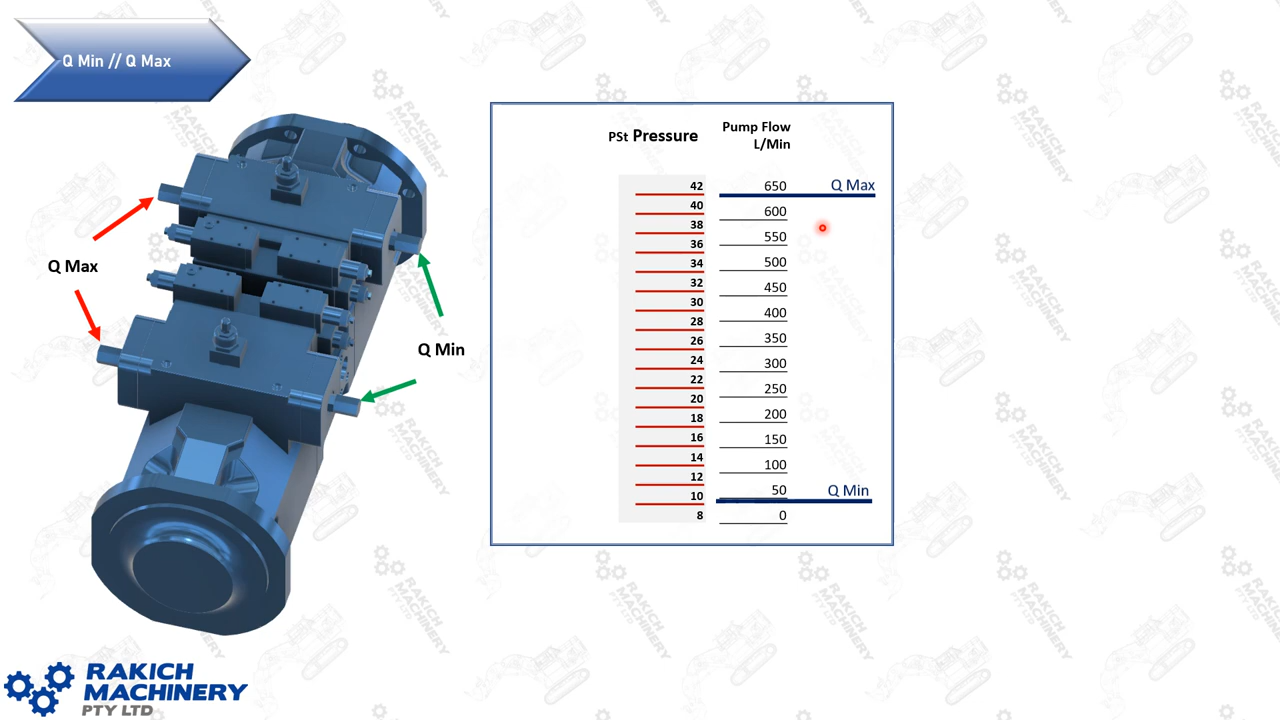 Q Min // Q Max
Q Max
Q Min
PSt Pressure
Pump Flow
L/Min
42 650 Q Max
40 600
38 550
36
34 500
32 450
30
28 400
26 350
24 300
22 250
20
18 200
16 150
14 100
12
10 50 Q Min
8 0
RAKICH
MACHINERY
PTY LTD